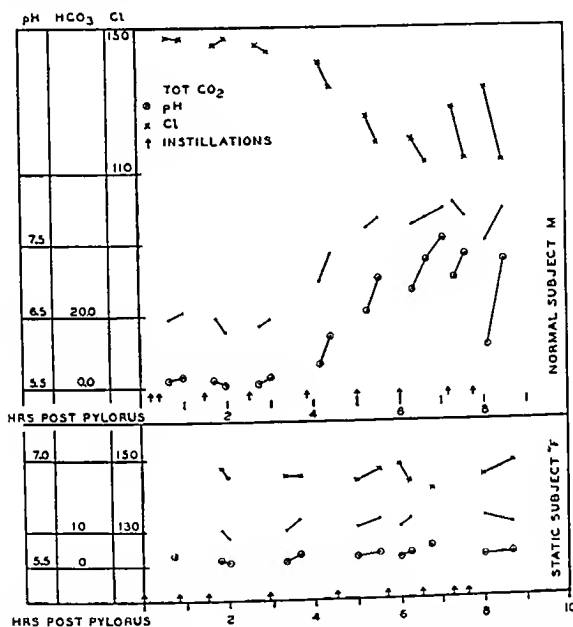 pH HCO3 Cl
150
TOT CO2
⊙ pH
x Cl
↑ INSTILLATIONS
110
7.5
6.5 20.0
5.5 0.0
NORMAL SUBJECT M
HRS POST PYLORUS 2 4 6 8
7.0 150
10 130
5.5 0
STATIC SUBJECT "F
HRS POST PYLORUS 2 4 6 8 10